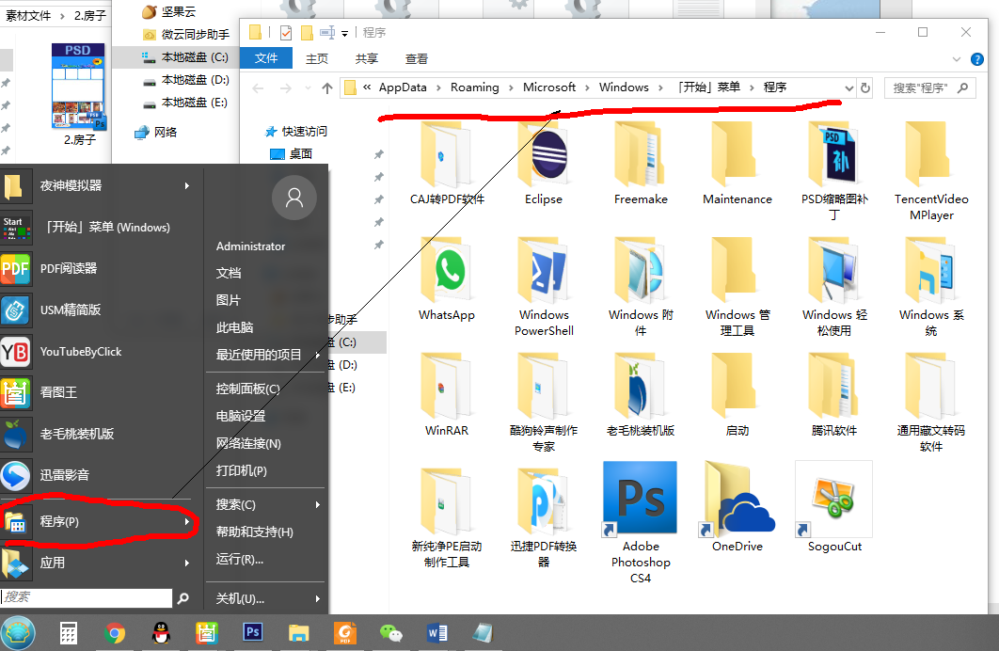 素材文件 › 2.房子
PSD
PSD
Ps
2.房子
坚果云
微云同步助手
本地磁盘 (C:)
本地磁盘 (D:)
本地磁盘 (E:)
网络
程序
文件
主页
共享
查看
« AppData › Roaming › Microsoft › Windows › 「开始」菜单 › 程序
搜索"程序"
快速访问
桌面
步助手
盘 (C:)
盘 (D:)
盘 (E:)
CAJ转PDF软件
Eclipse
Freemake
Maintenance
PSD
补
PSD缩略图补
丁
TencentVideo
MPlayer
WhatsApp
Windows
PowerShell
Windows 附
件
Windows 管
理工具
Windows 轻
松使用
Windows 系
统
WinRAR
酷狗铃声制作
专家
老毛桃装机版
启动
腾讯软件
通用藏文转码
软件
新纯净PE启动
制作工具
迅捷PDF转换
器
Ps
Adobe
Photoshop
CS4
OneDrive
SogouCut
夜神模拟器
Start
「开始」菜单 (Windows)
PDF
PDF阅读器
USM精简版
YB
YouTubeByClick
看图王
老毛桃装机版
迅雷影音
程序(P)
应用
搜索
Administrator
文档
图片
此电脑
最近使用的项目
控制面板(C)
电脑设置
网络连接(N)
打印机(P)
搜索(C)
帮助和支持(H)
运行(R)...
关机(U)...
Ps
PDF